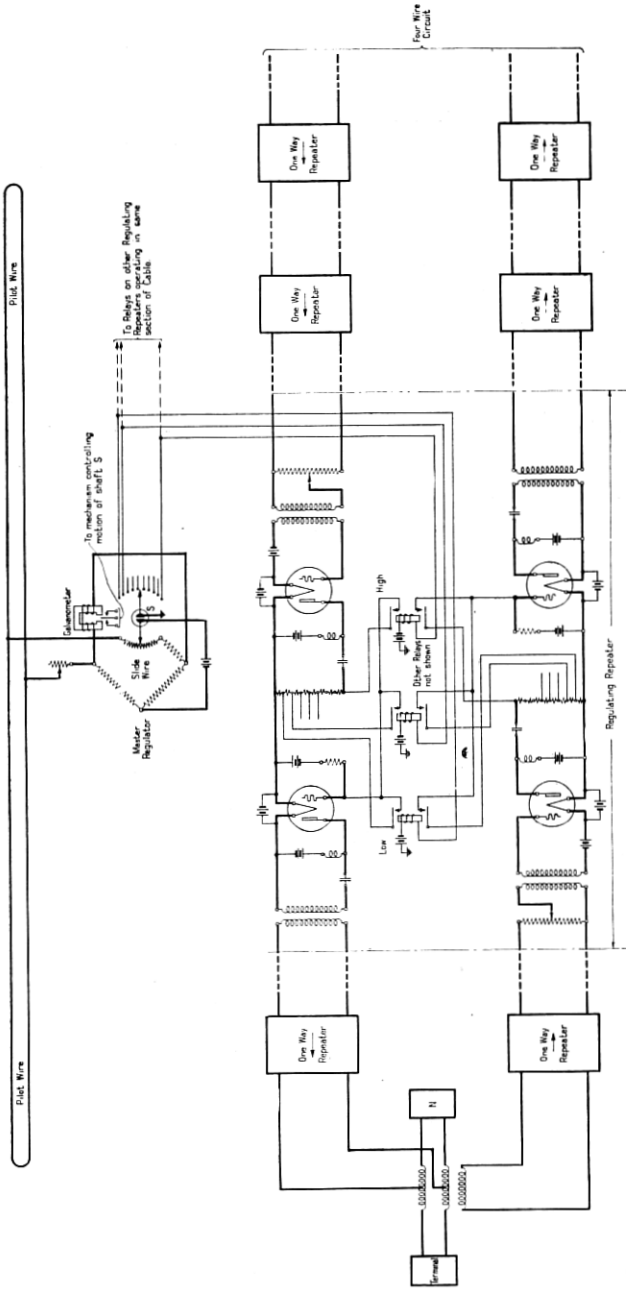 Pilot Wire
Pilot Wire
To Relays on other Regulating
Repeaters operating in same
section of Cable.
To mechanism controlling
motion of shaft S
Galvanometer
S
Slide
Wire
Master
Regulator
Four Wire
Circuit
One Way
Repeater
One Way
Repeater
One Way
Repeater
High
Other Relays
not shown
Low
N
Terminal
One Way
Repeater
One Way
Repeater
One Way
Repeater
Regulating Repeater